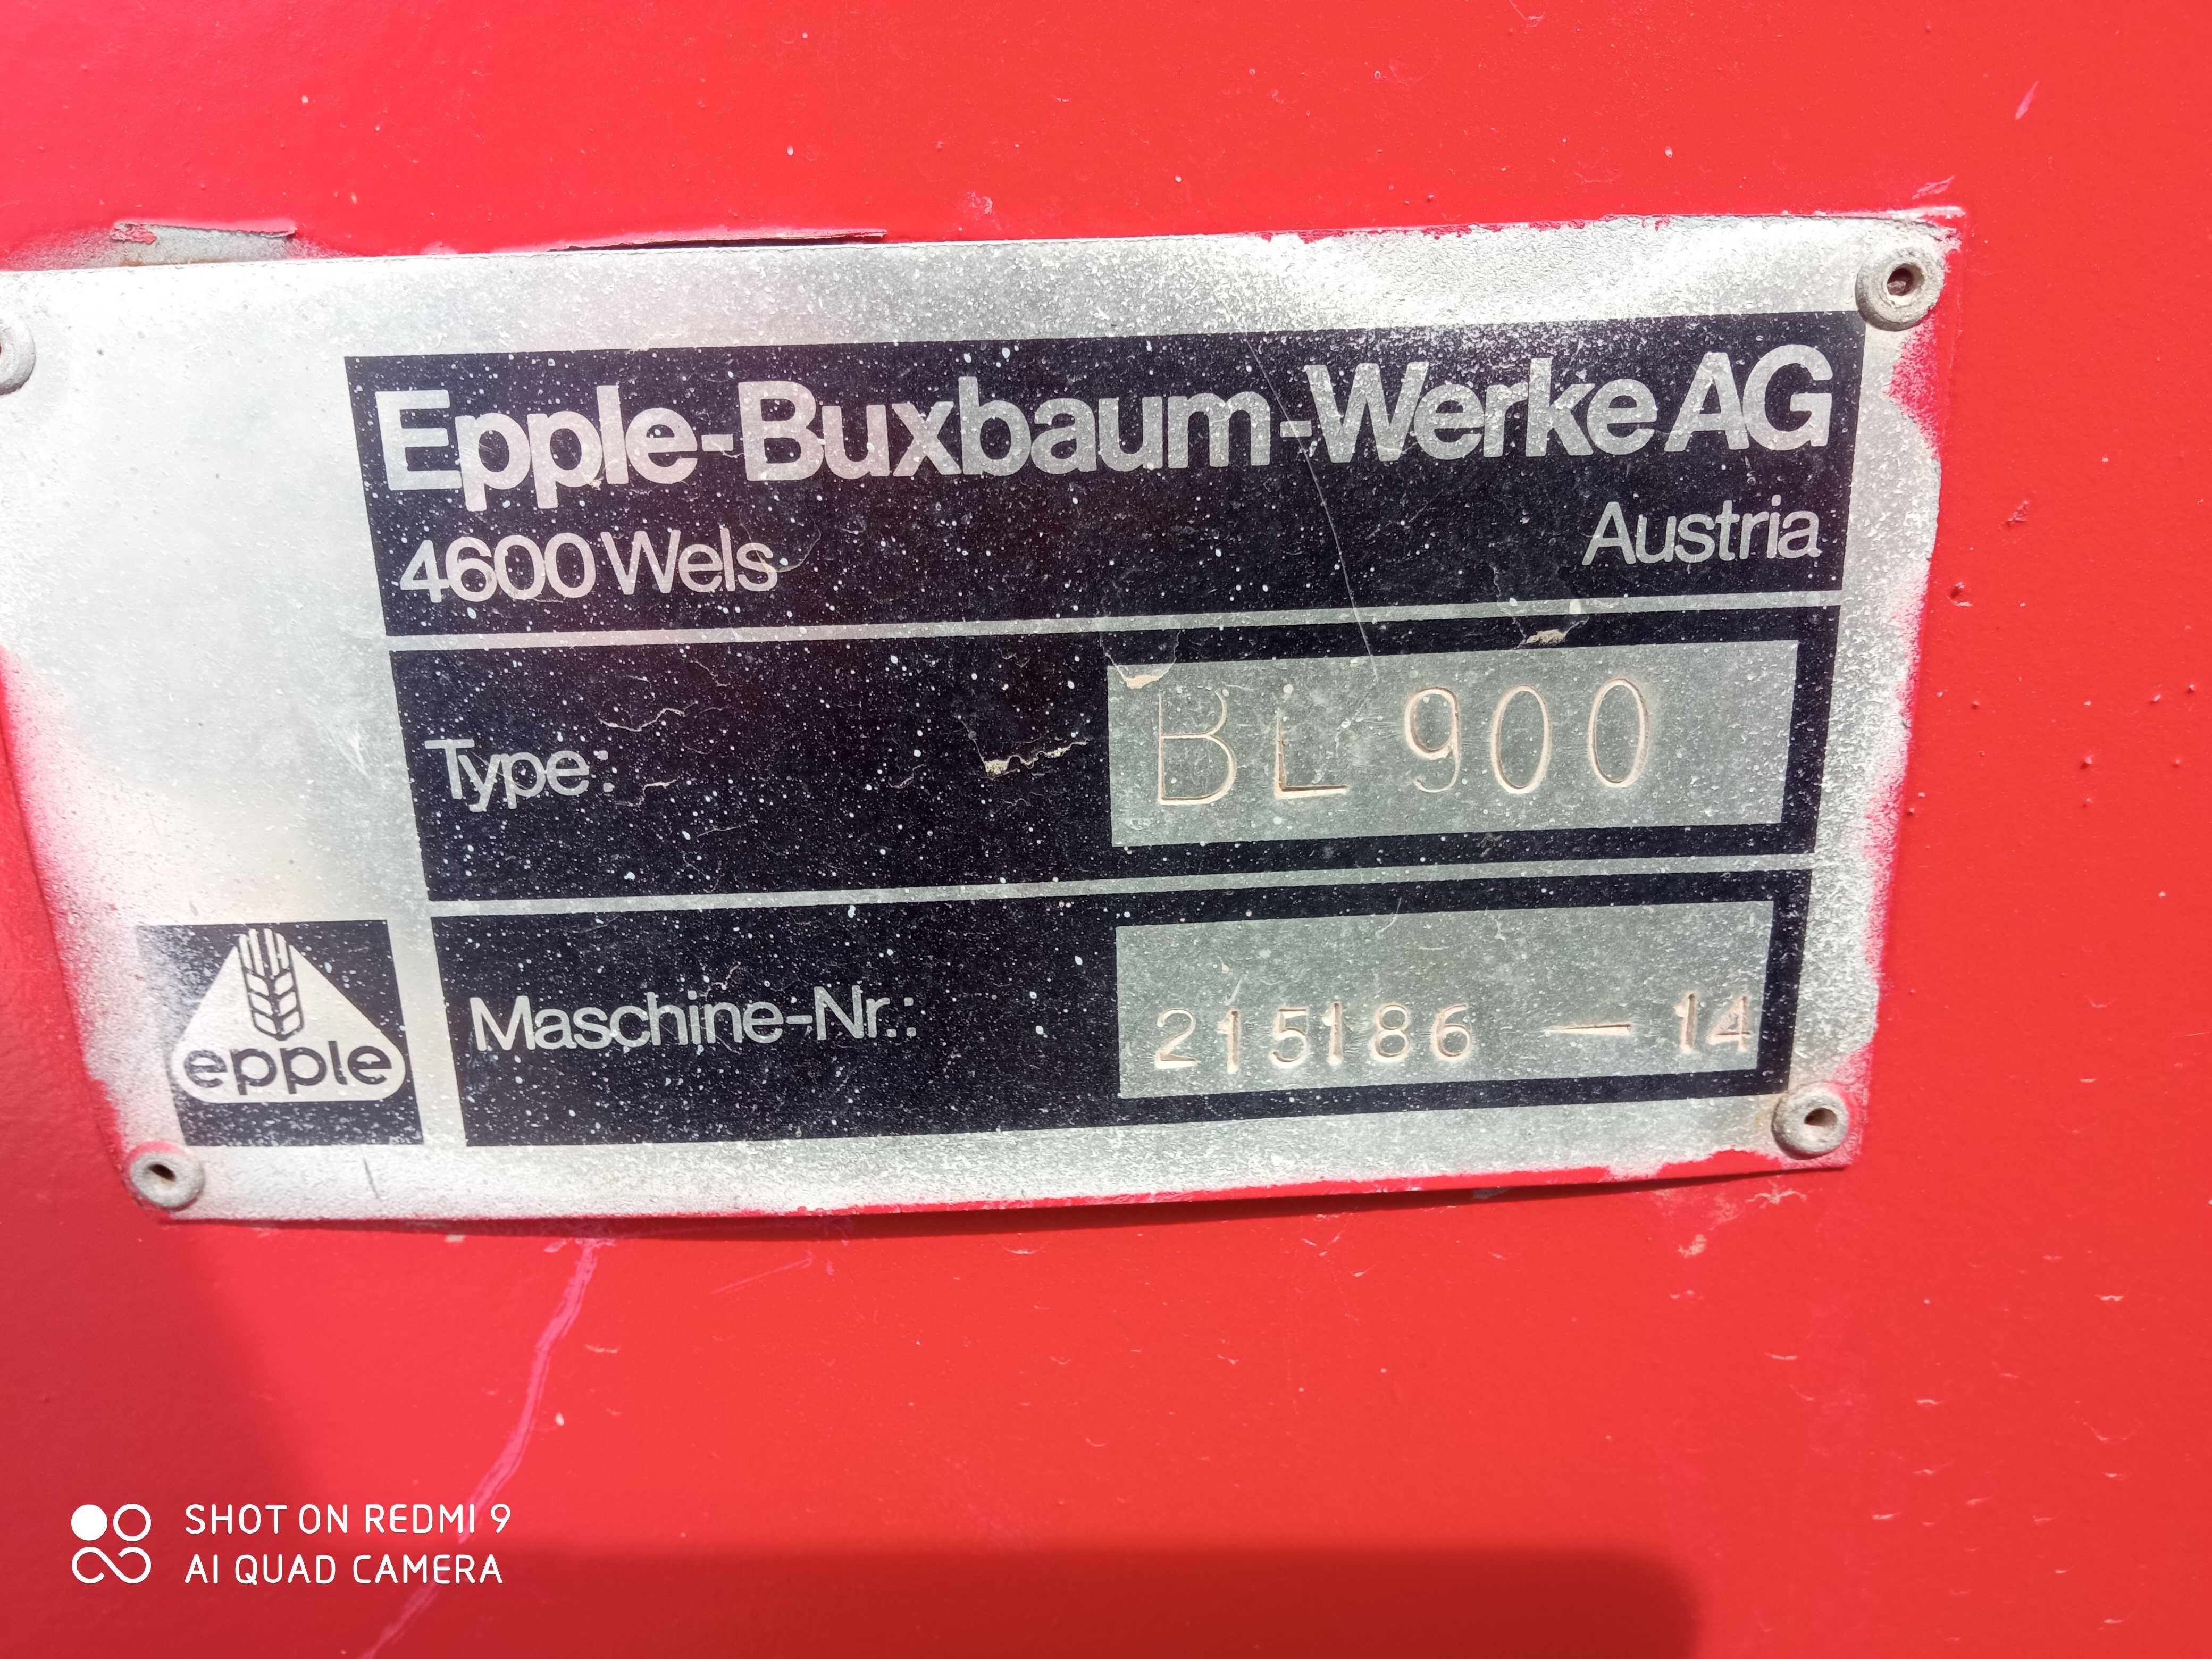 Epple-Buxbaum-Werke AG
4600 Wels Austria
Type: BL 900
Maschine-Nr.: 215186 — 14
epple
SHOT ON REDMI 9
AI QUAD CAMERA